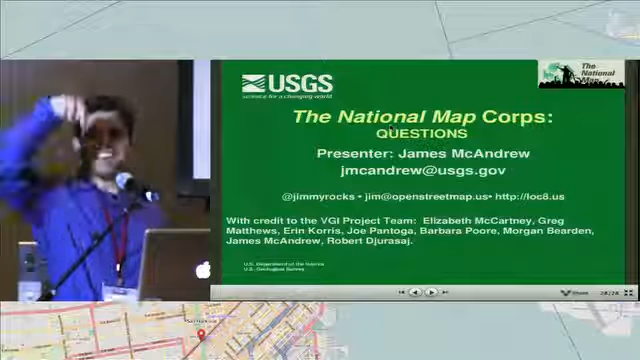 USGS
science for a changing world
The National Map
The National Map Corps:
QUESTIONS
Presenter: James McAndrew
jmcandrew@usgs.gov
@jimmyrocks • jim@openstreetmap.us• http://loc8.us
With credit to the VGI Project Team: Elizabeth McCartney, Greg
Matthews, Erin Korris, Joe Pantoga, Barbara Poore, Morgan Bearden,
James McAndrew, Robert Djurasaj.
U.S. Department of the Interior
U.S. Geological Survey